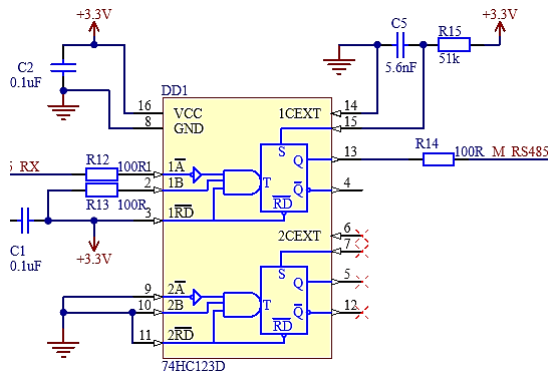 +3.3V
+3.3V
C5
R15
5.6nF
51k
C2
0.1uF
DD1
16
VCC
8
GND
1CEXT
14
15
S
Q
13
R14
100R
M_RS485
_RX
R12
100R
1
1A
2
1B
R13
100R
T
Q
4
3
1RD
RD
C1
0.1uF
+3.3V
2CEXT
6
7
S
Q
5
9
2A
10
2B
T
Q
12
11
2RD
RD
74HC123D